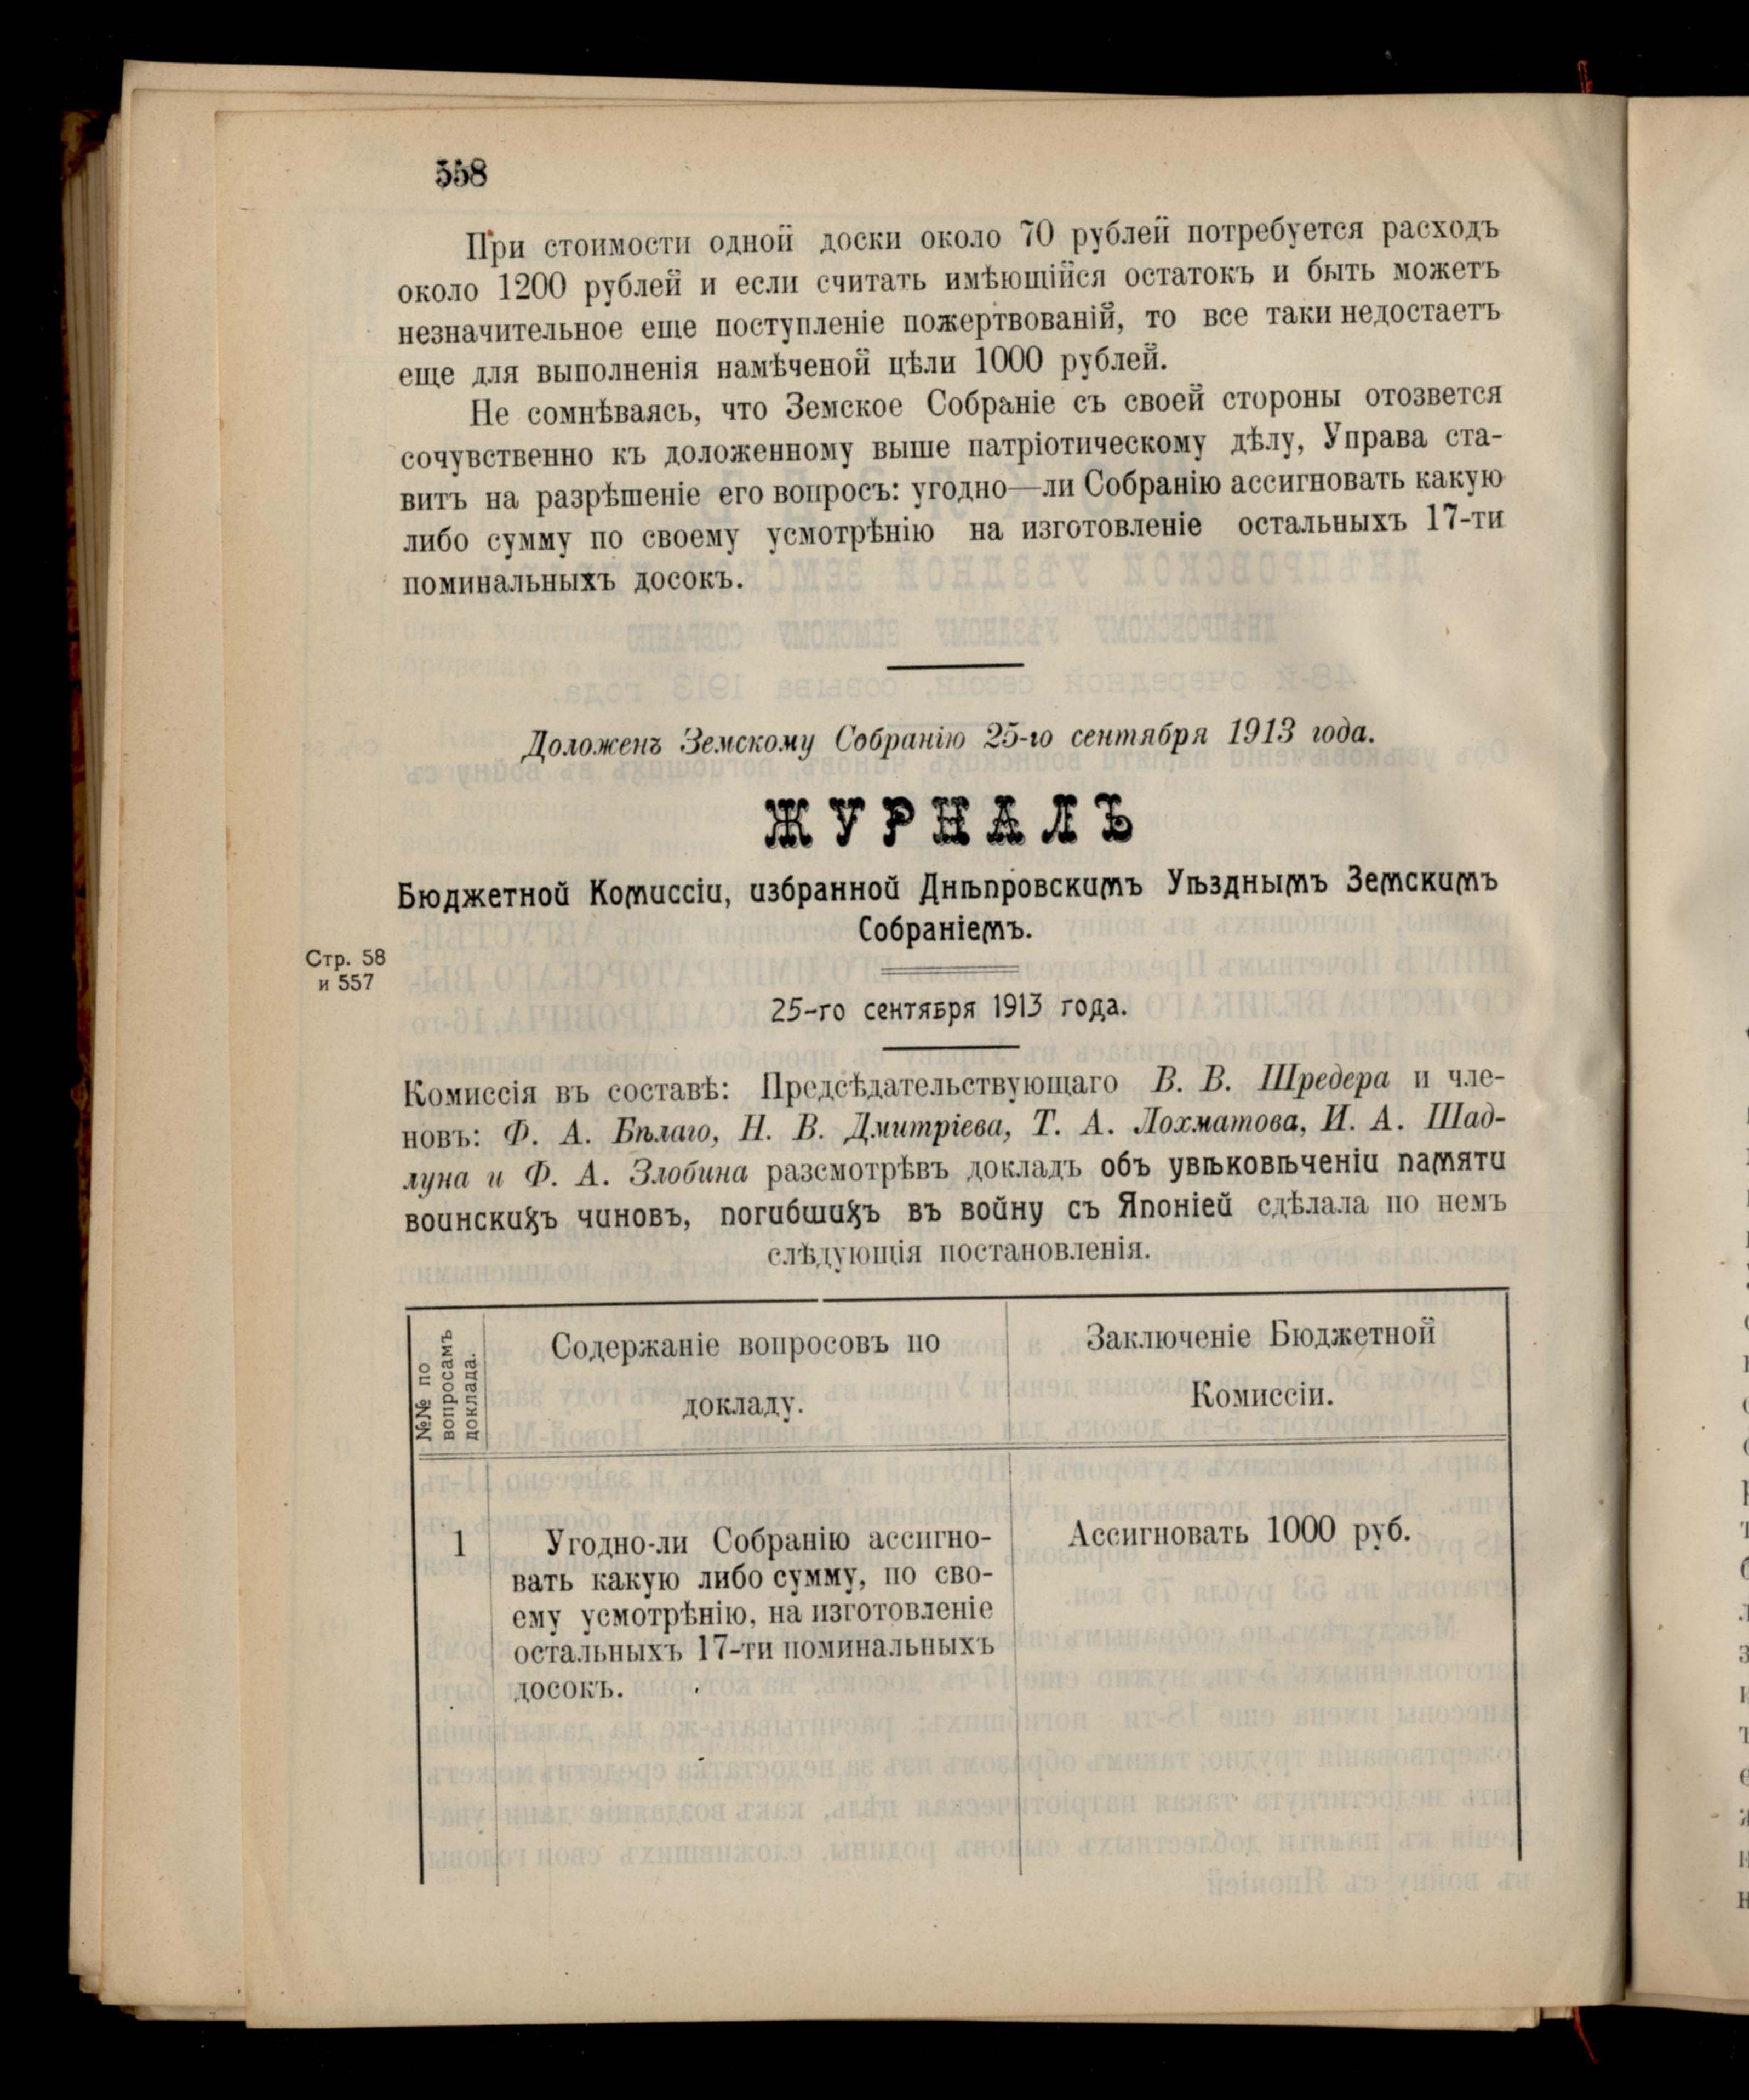 558
При стоимости одной доски около 70 рублей потребуется расходъ
около 1200 рублей и если считать имѣющійся остатокъ и быть можетъ
незначительное еще поступленіе пожертвованій, то все таки недостаетъ
еще для выполненія намѣченой цѣли 1000 рублей.
Не сомнѣваясь, что Земское Собраніе съ своей стороны отозвется
сочувственно къ доложенному выше патріотическому дѣлу, Управа ста-
витъ на разрѣшеніе его вопросъ: угодно—ли Собранію ассигновать какую
либо сумму по своему усмотрѣнію на изготовленіе остальныхъ 17-ти
поминальныхъ досокъ.
Доложенъ Земскому Собранію 25-го сентября 1913 года.
ЖУРНАЛЪ
Бюджетной Комиссіи, избранной Днѣпровскимъ Уѣзднымъ Земскимъ
Собраніемъ.
Стр. 58
и 557
25-го сентября 1913 года.
Комиссія въ составѣ: Предсѣдательствующаго В. В. Шредера и чле-
новъ: Ф. А. Бѣлаго, Н. В. Дмитріева, Т. А. Лохматова, И. А. Шад-
луна и Ф. А. Злобина разсмотрѣвъ докладъ объ увѣковѣченіи памяти
воинскихъ чиновъ, погибшихъ въ войну съ Японіей сдѣлала по немъ
слѣдующія постановленія.
№№ по
вопросамъ
доклада.
Содержаніе вопросовъ по
докладу.
Заключеніе Бюджетной
Комиссіи.
1
Угодно-ли Собранію ассигно-
вать какую либо сумму, по сво-
ему усмотрѣнію, на изготовленіе
остальныхъ 17-ти поминальныхъ
досокъ.
Ассигновать 1000 руб.